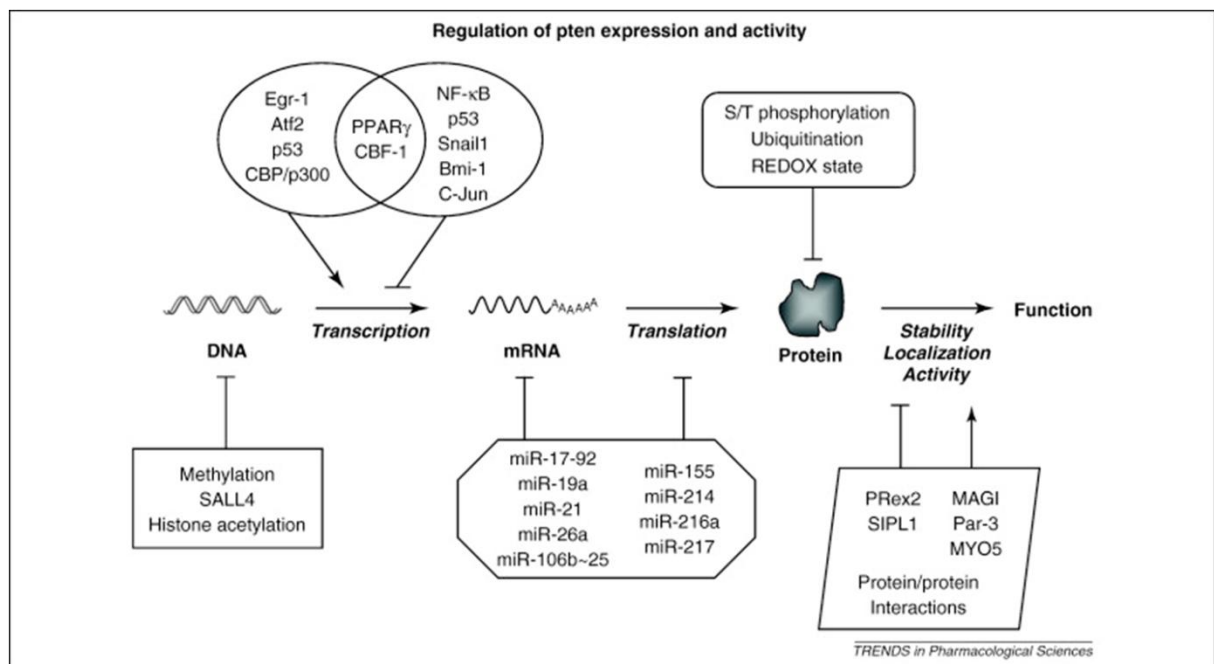 Regulation of pten expression and activity
Egr-1
Atf2
p53
CBP/p300
PPARγ
CBF-1
NF-κB
p53
Snail1
Bmi-1
C-Jun
S/T phosphorylation
Ubiquitination
REDOX state
DNA
Transcription
AAAAAA
mRNA
Translation
Protein
Stability
Localization
Activity
Function
Methylation
SALL4
Histone acetylation
miR-17-92
miR-19a
miR-21
miR-26a
miR-106b~25
miR-155
miR-214
miR-216a
miR-217
PRex2
SIPL1
MAGI
Par-3
MYO5
Protein/protein
Interactions
TRENDS in Pharmacological Sciences